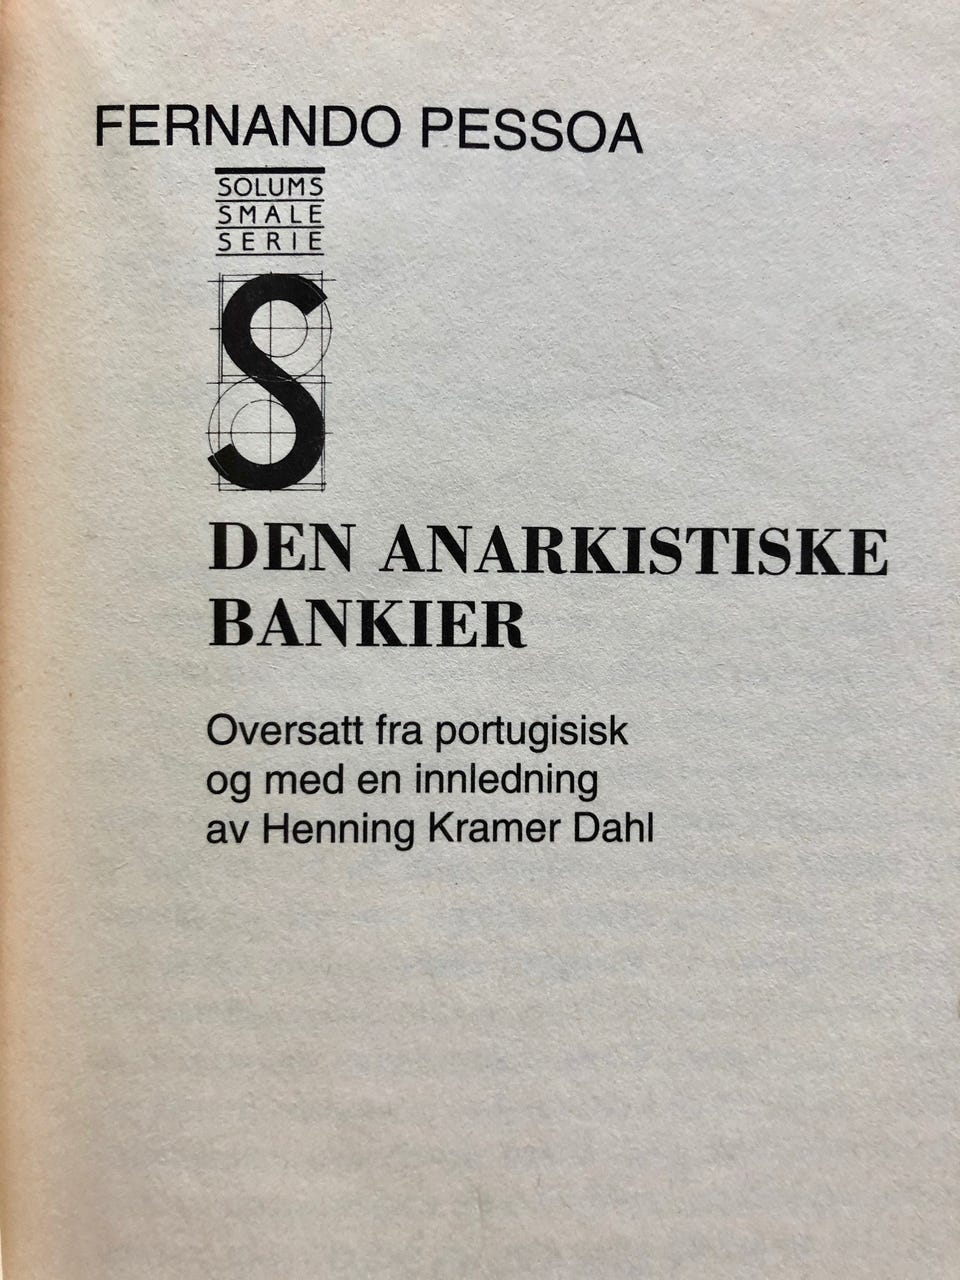 FERNANDO PESSOA
SOLUMS
SMALE
SERIE
S
DEN ANARKISTISKE
BANKIER
Oversatt fra portugisisk
og med en innledning
av Henning Kramer Dahl